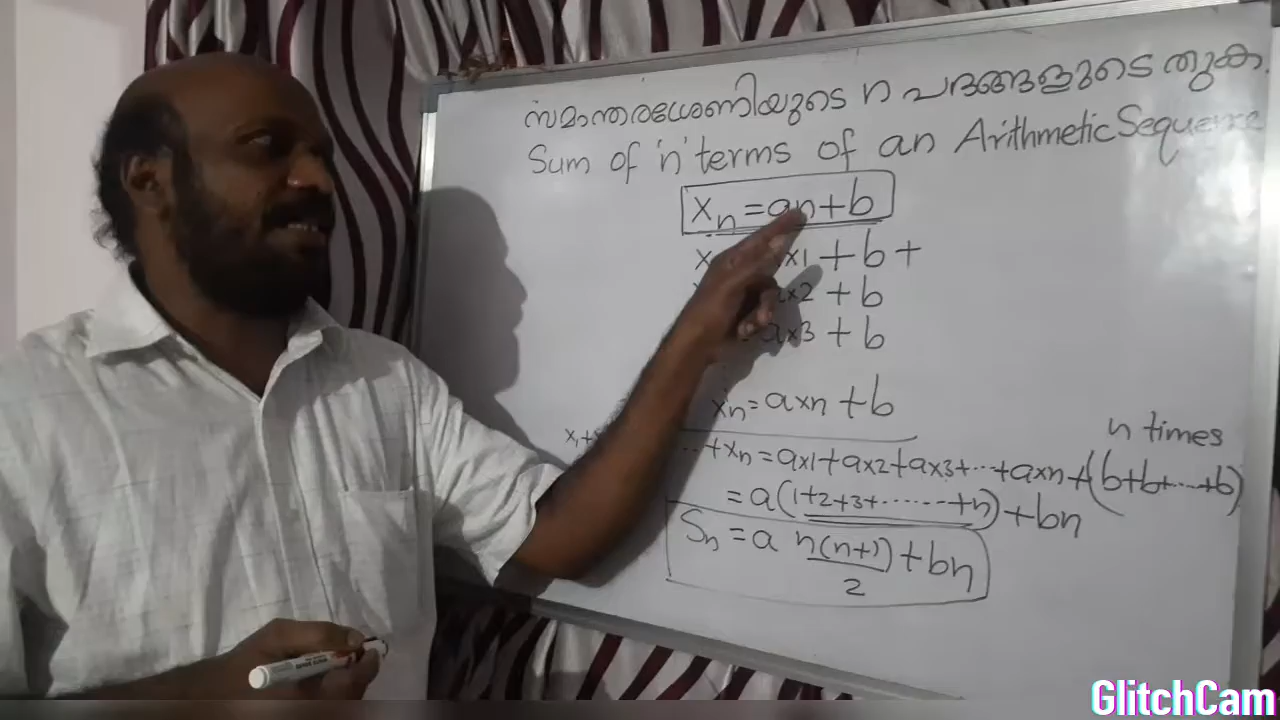 സമാന്തരശ്രേണിയുടെ n പദങ്ങളുടെ തുക.
Sum of 'n' terms of an Arithmetic Sequence
xₙ = an + b
x1 + b +
ax2 + b
ax3 + b
xₙ = axn + b
n times
x₁+ ... + xₙ = ax1 + ax2 + ax3 + ... + axn + (b+b+...+b)
= a(1+2+3+.......+n) + bn
Sₙ = a n(n+1)/2 + bn
GlitchCam